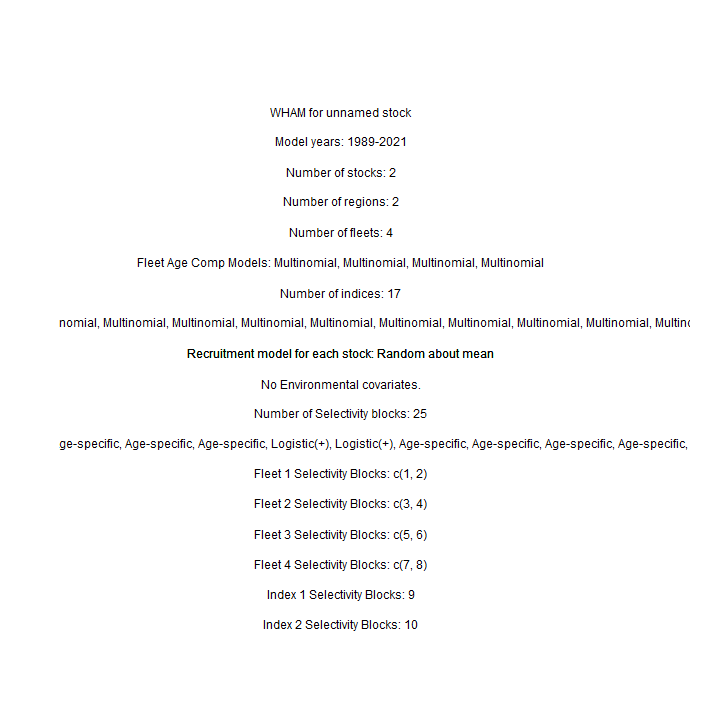 WHAM for unnamed stock
Model years: 1989-2021
Number of stocks: 2
Number of regions: 2
Number of fleets: 4
Fleet Age Comp Models: Multinomial, Multinomial, Multinomial, Multinomial
Number of indices: 17
nomial, Multinomial, Multinomial, Multinomial, Multinomial, Multinomial, Multinomial, Multinomial, Multinomial,
Recruitment model for each stock: Random about mean
No Environmental covariates.
Number of Selectivity blocks: 25
ge-specific, Age-specific, Age-specific, Logistic(+), Logistic(+), Age-specific, Age-specific, Age-specific, Age-specific,
Fleet 1 Selectivity Blocks: c(1, 2)
Fleet 2 Selectivity Blocks: c(3, 4)
Fleet 3 Selectivity Blocks: c(5, 6)
Fleet 4 Selectivity Blocks: c(7, 8)
Index 1 Selectivity Blocks: 9
Index 2 Selectivity Blocks: 10